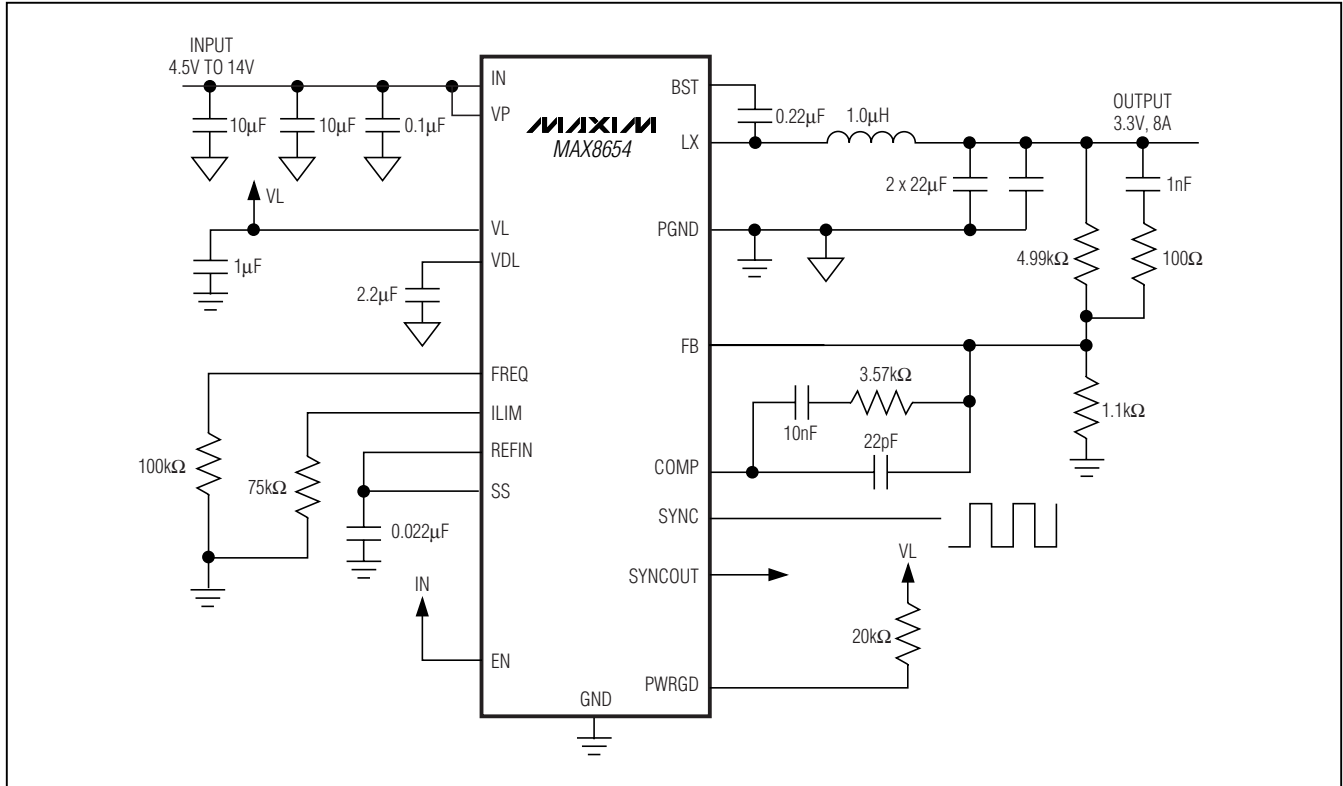 INPUT
4.5V TO 14V
10µF
10µF
0.1µF
VL
1µF
2.2µF
100kΩ
75kΩ
0.022µF
IN
IN
VP
VL
VDL
FREQ
ILIM
REFIN
SS
EN
MAXIM
MAX8654
GND
BST
LX
PGND
FB
COMP
SYNC
SYNCOUT
PWRGD
0.22µF
1.0µH
OUTPUT
3.3V, 8A
2 x 22µF
1nF
4.99kΩ
100Ω
3.57kΩ
10nF
22pF
1.1kΩ
VL
20kΩ